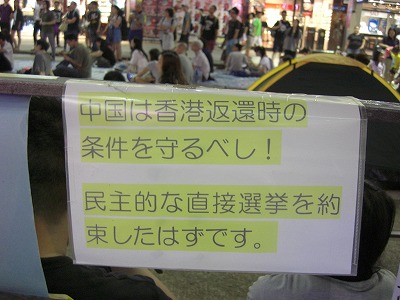 中国は香港返還時の
条件を守るべし！
民主的な直接選挙を約
束したはずです。